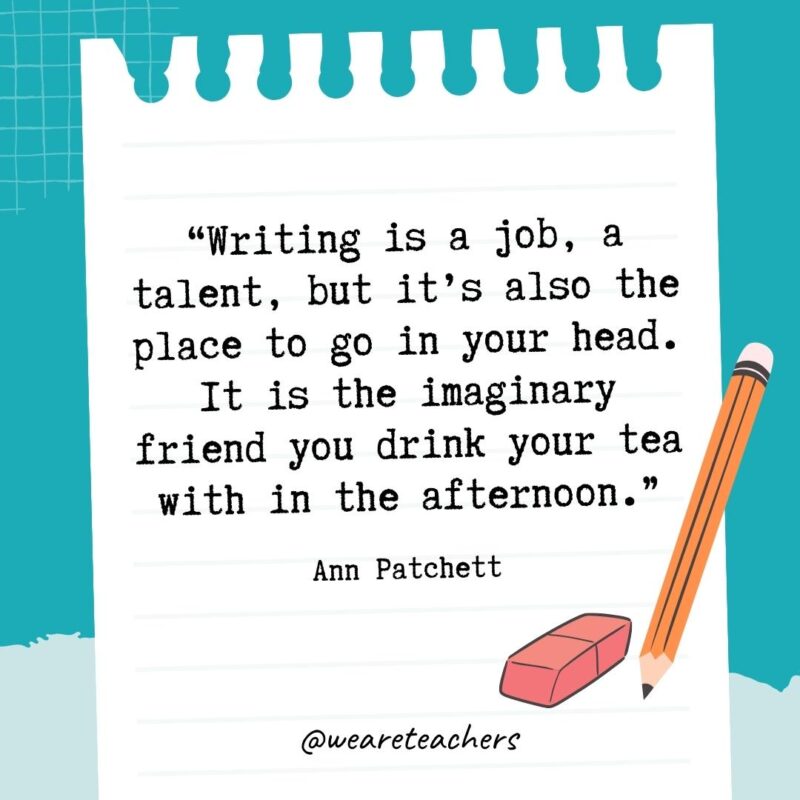 “Writing is a job, a
talent, but it’s also the
place to go in your head.
It is the imaginary
friend you drink your tea
with in the afternoon.”
Ann Patchett
@weareteachers